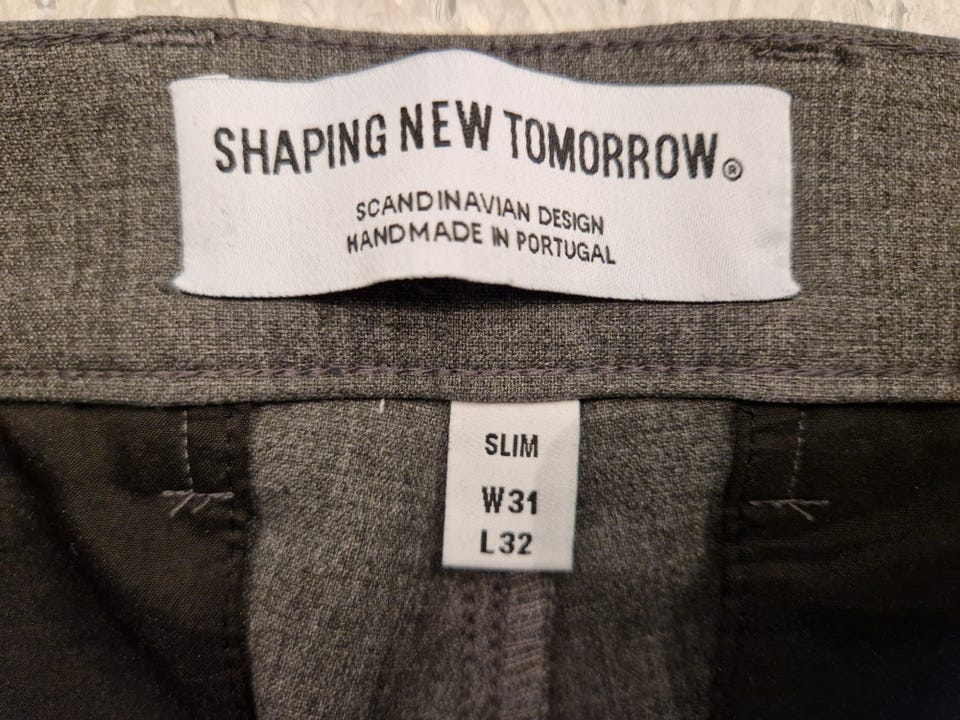 SHAPING NEW TOMORROW®
SCANDINAVIAN DESIGN
HANDMADE IN PORTUGAL
SLIM
W31
L32